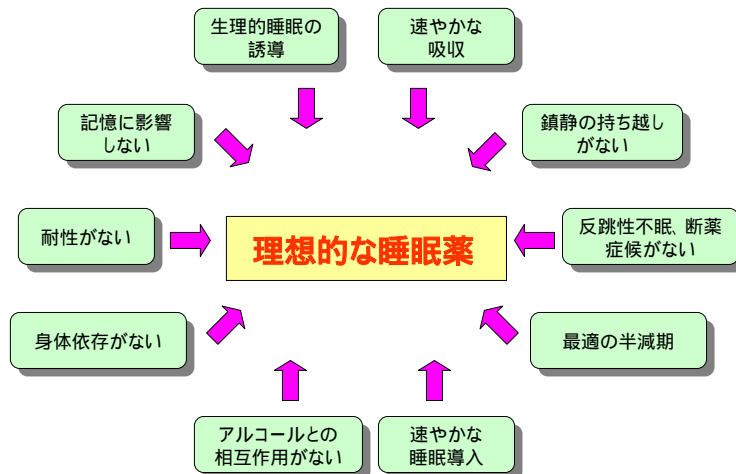 生理的睡眠の
誘導
速やかな
吸収
記憶に影響
しない
鎮静の持ち越し
がない
耐性がない
理想的な睡眠薬
反跳性不眠、断薬
症候がない
身体依存がない
最適の半減期
アルコールとの
相互作用がない
速やかな
睡眠導入